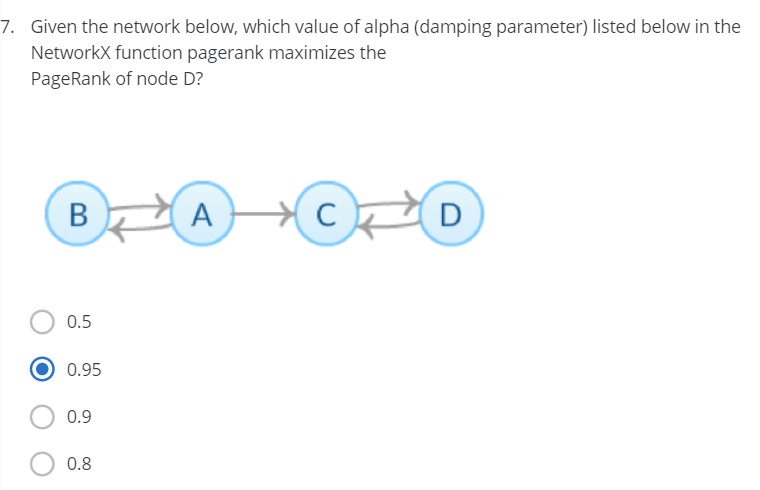 7. Given the network below, which value of alpha (damping parameter) listed below in the
NetworkX function pagerank maximizes the
PageRank of node D?
B A C D
0.5
0.95
0.9
0.8